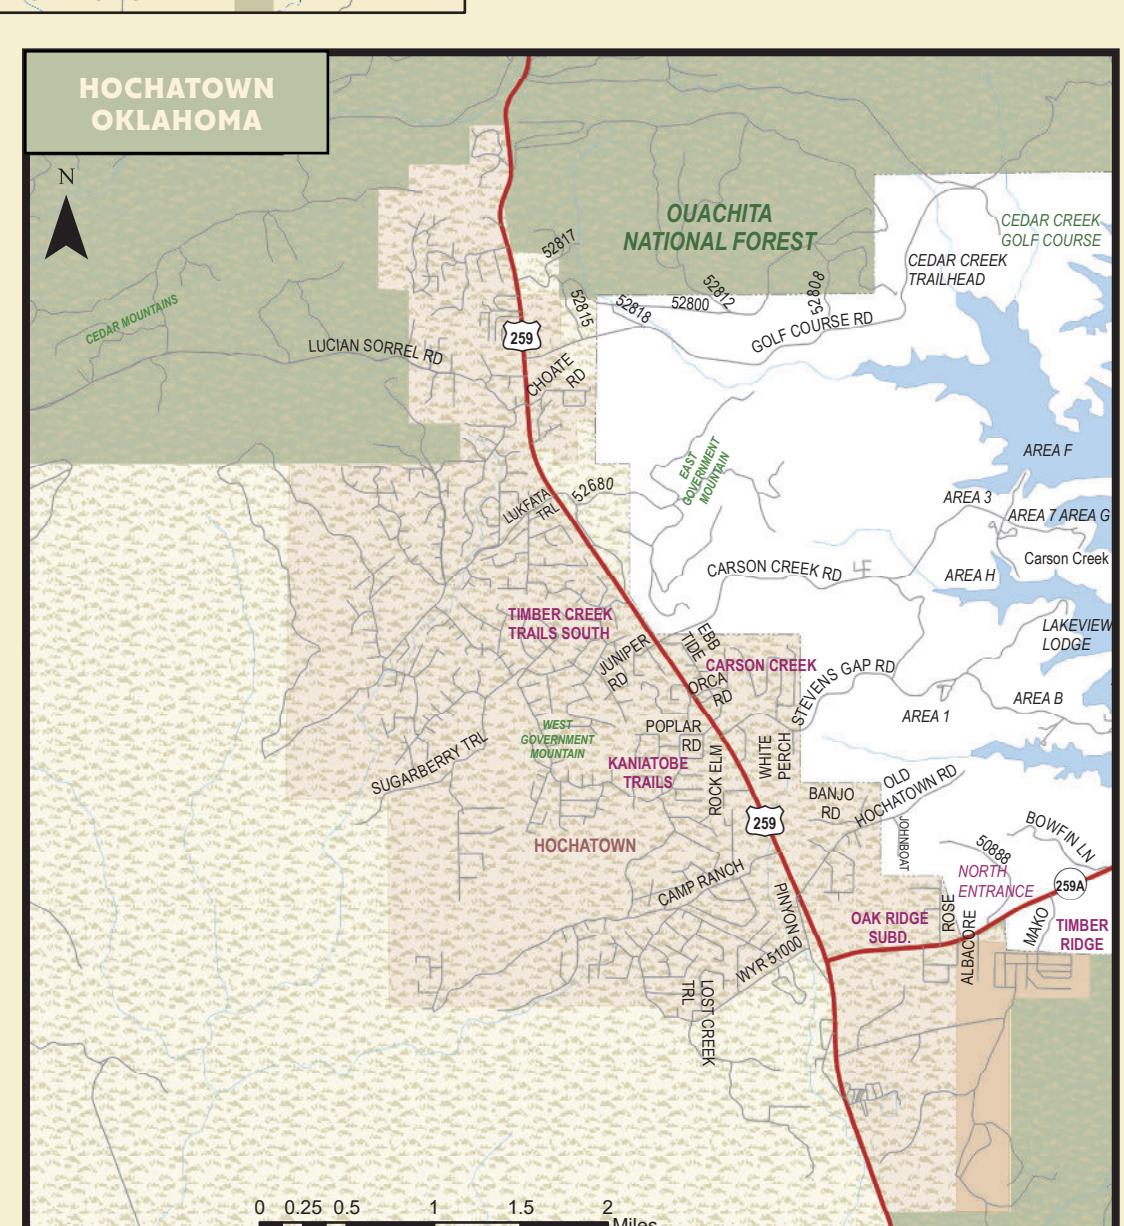 HOCHATOWN
OKLAHOMA
N
OUACHITA
NATIONAL FOREST
CEDAR CREEK
GOLF COURSE
CEDAR CREEK
TRAILHEAD
52817
52815
52818
52800
52812
52808
GOLF COURSE RD
CEDAR MOUNTAINS
LUCIAN SORREL RD
259
CHOATE
RD
EAST
GOVERNMENT
MOUNTAIN
AREA F
LUKFATA
TRL
52680
AREA 3
AREA 7
AREA G
Carson Creek
CARSON CREEK RD
AREA H
TIMBER CREEK
TRAILS SOUTH
LAKEVIEW
LODGE
JUNIPER
RD
EBB
TIDE
CARSON CREEK
ORCA
RD
STEVENS GAP RD
AREA B
AREA 1
WEST
GOVERNMENT
MOUNTAIN
POPLAR
RD
SUGARBERRY TRL
KANIATOBE
TRAILS
ROCK ELM
WHITE
PERCH
BANJO
RD
OLD
HOCHATOWN RD
259
JOHNBOAT
BOWFIN LN
50888
HOCHATOWN
NORTH
ENTRANCE
259A
CAMP RANCH
PINYON
OAK RIDGE
SUBD.
ROSE
ALBACORE
MAKO
TIMBER
RIDGE
WYR 51000
LOST CREEK
TRL
0 0.25 0.5 1 1.5 2
Miles